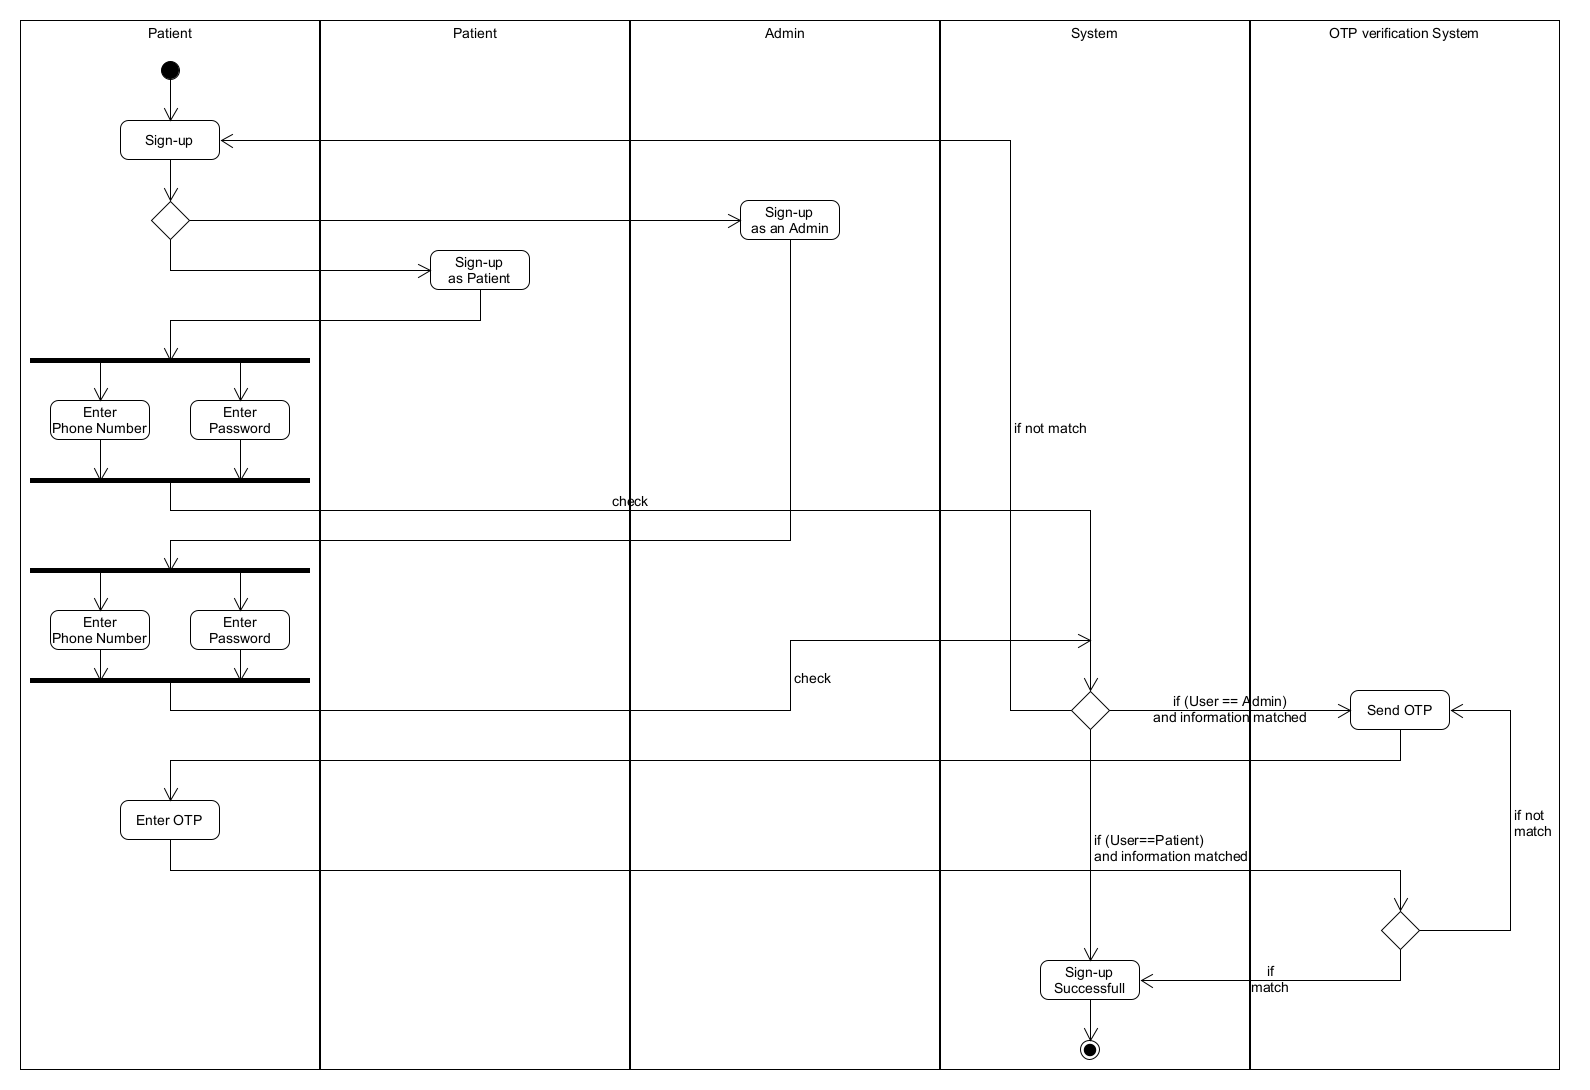 Patient
Patient
Admin
System
OTP verification System
Sign-up
Sign-up
as an Admin
Sign-up
as Patient
Enter
Phone Number
Enter
Password
if not match
check
Enter
Phone Number
Enter
Password
check
if (User == Admin)
and information matched
Send OTP
Enter OTP
if (User==Patient)
and information matched
if not
match
Sign-up
Successfull
if
match